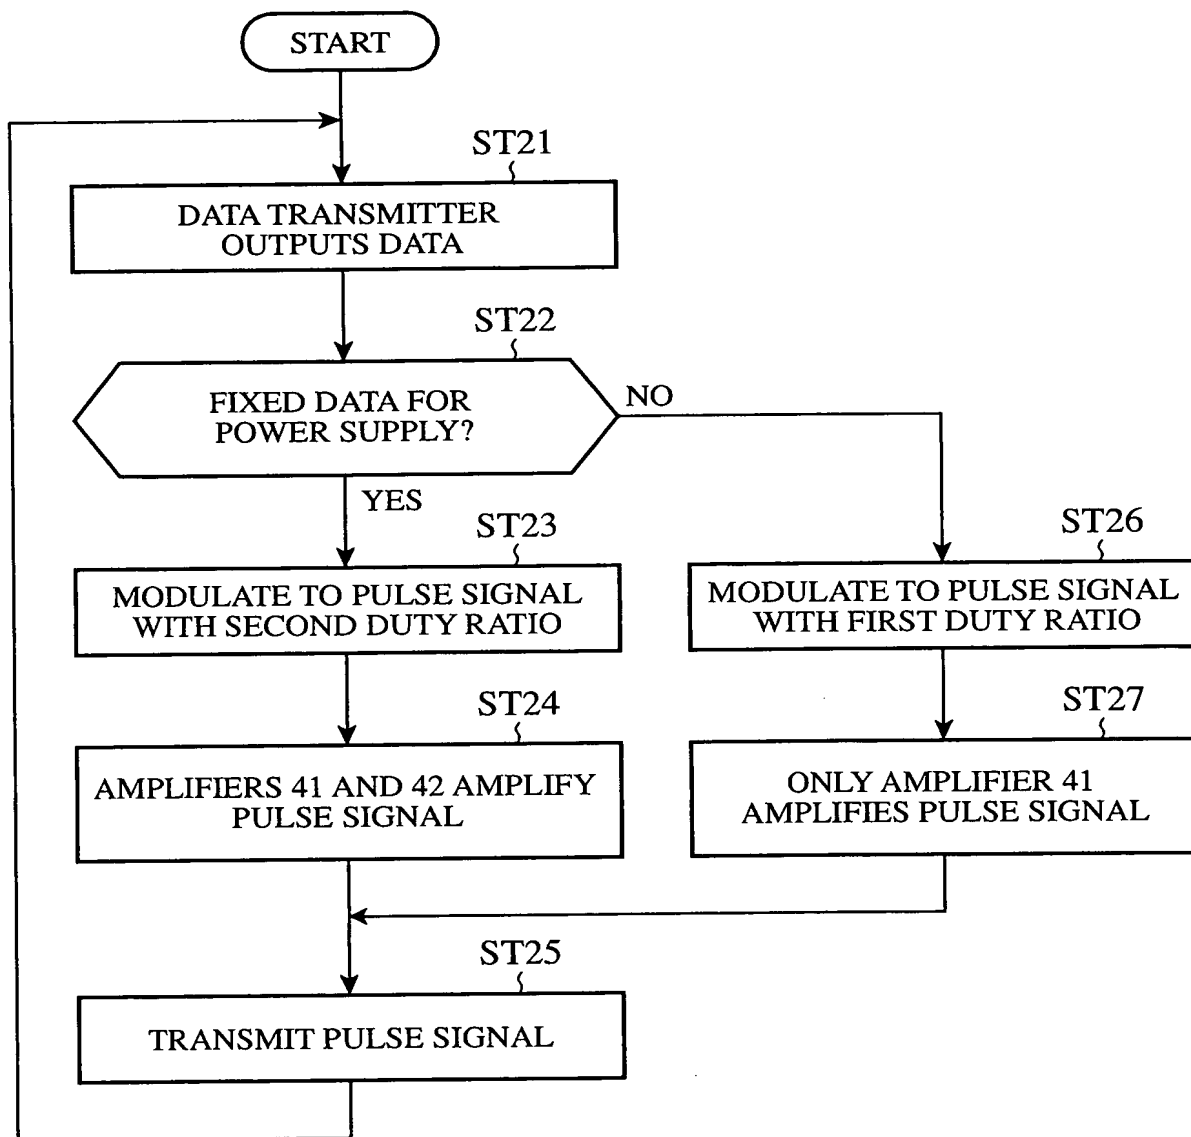 START
ST21
DATA TRANSMITTER
OUTPUTS DATA
ST22
FIXED DATA FOR
POWER SUPPLY?
NO
YES
ST23
MODULATE TO PULSE SIGNAL
WITH SECOND DUTY RATIO
ST26
MODULATE TO PULSE SIGNAL
WITH FIRST DUTY RATIO
ST24
AMPLIFIERS 41 AND 42 AMPLIFY
PULSE SIGNAL
ST27
ONLY AMPLIFIER 41
AMPLIFIES PULSE SIGNAL
ST25
TRANSMIT PULSE SIGNAL